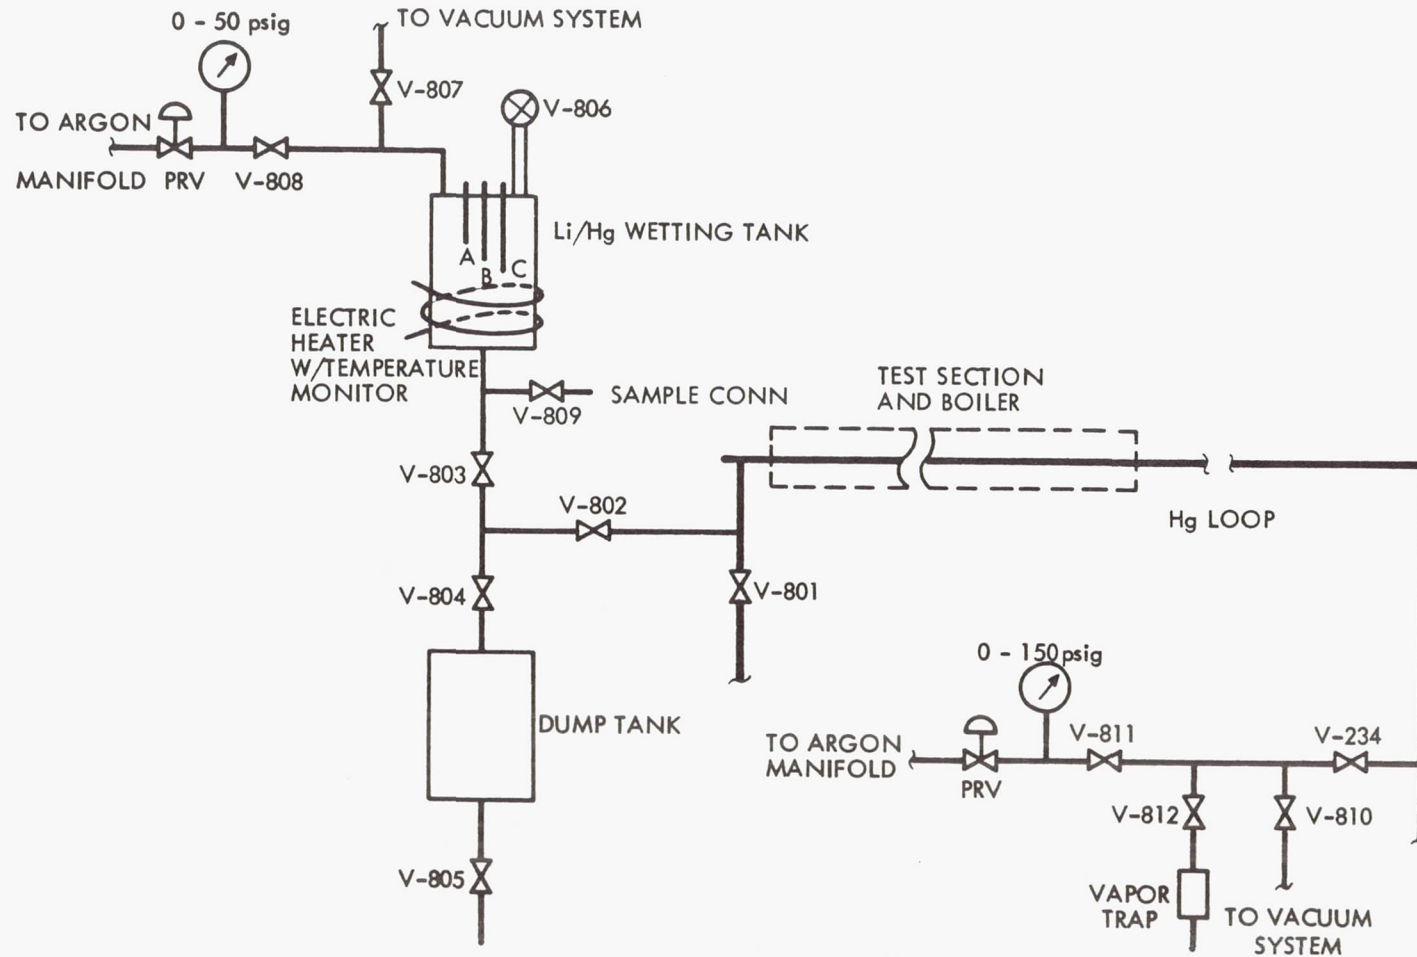 0 - 50 psig
TO VACUUM SYSTEM
V-807
V-806
TO ARGON
MANIFOLD
PRV
V-808
Li/Hg WETTING TANK
A
B
C
ELECTRIC
HEATER
W/TEMPERATURE
MONITOR
SAMPLE CONN
V-809
TEST SECTION
AND BOILER
V-803
V-802
Hg LOOP
V-804
V-801
0 - 150 psig
DUMP TANK
TO ARGON
MANIFOLD
PRV
V-811
V-234
V-812
V-810
V-805
VAPOR
TRAP
TO VACUUM
SYSTEM